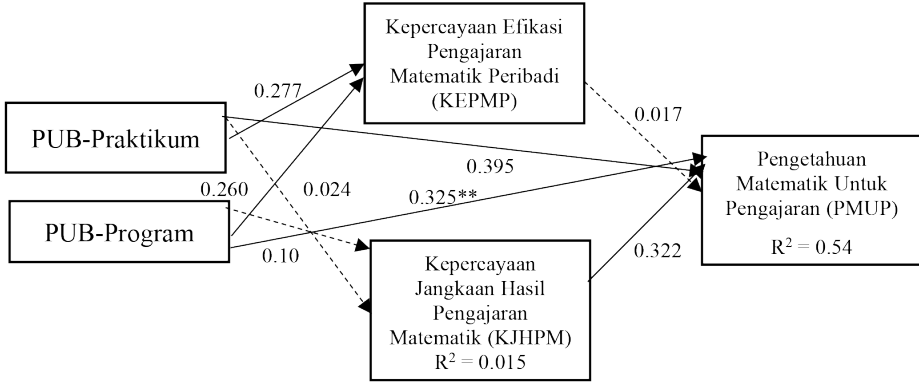 Kepercayaan Efikasi
Pengajaran
Matematik Peribadi
(KEPMP)
0.277
0.017
PUB-Praktikum
Pengetahuan
Matematik Untuk
Pengajaran (PMUP)
R² = 0.54
0.395
0.260
0.024
0.325**
PUB-Program
0.10
0.322
Kepercayaan
Jangkaan Hasil
Pengajaran
Matematik (KJHPM)
R² = 0.015